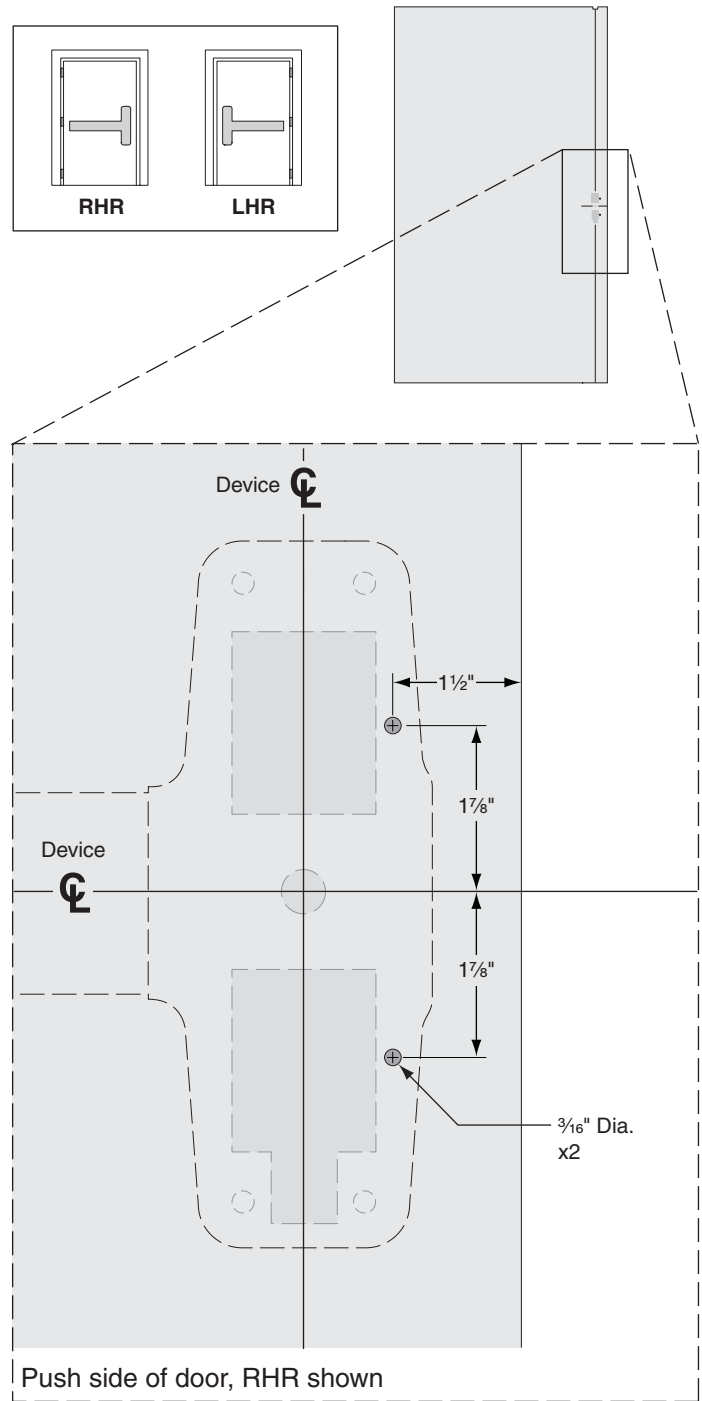 RHR
LHR
Device ℄
1½"
1⅞"
Device
℄
1⅞"
³⁄₁₆" Dia.
x2
Push side of door, RHR shown